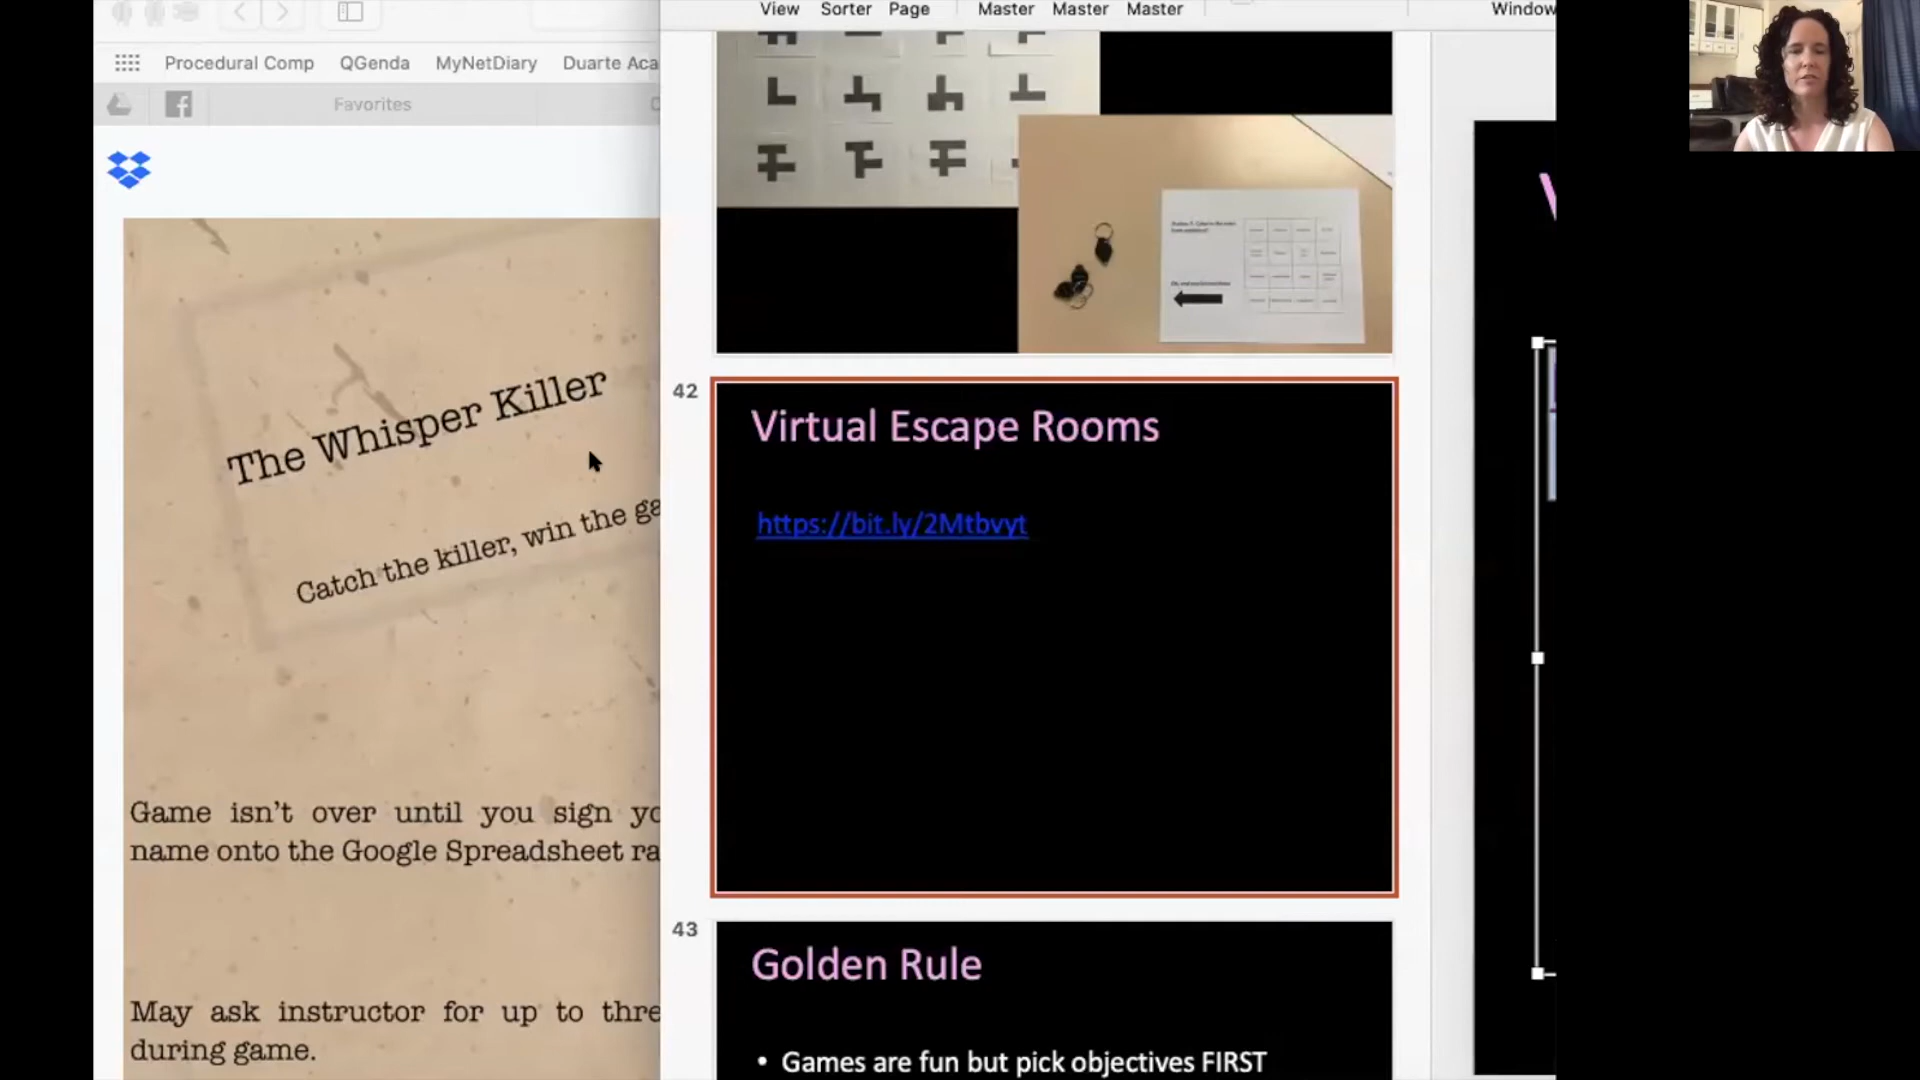 View Sorter Page Master Master Master Window
Procedural Comp QGenda MyNetDiary Duarte Aca
Favorites
The Whisper Killer
Catch the killer, win the ga
Game isn't over until you sign yo
name onto the Google Spreadsheet ra
May ask instructor for up to thre
during game.
42
Virtual Escape Rooms
https://bit.ly/2Mtbvyt
43
Golden Rule
• Games are fun but pick objectives FIRST